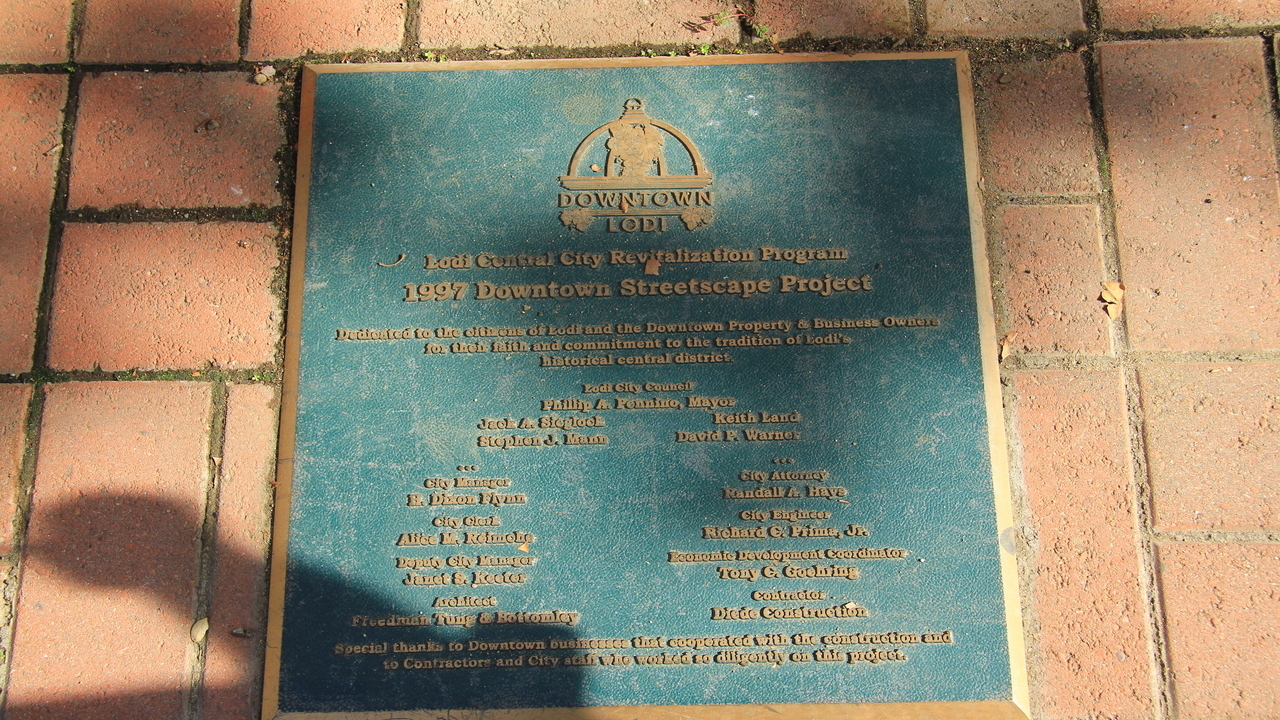 DOWNTOWN
LODI
Lodi Central City Revitalization Program
1997 Downtown Streetscape Project
Dedicated to the citizens of Lodi and the Downtown Property & Business Owners
for their faith and commitment to the tradition of Lodi's
historical central district.
Lodi City Council
Phillip A. Pennino, Mayor
Jack A. Sieglock Keith Land
Stephen J. Mann David P. Warner
City Manager City Attorney
H. Dixon Flynn Randall A. Hays
City Clerk City Engineer
Alice M. Reimche Richard C. Prima, Jr.
Deputy City Manager Economic Development Coordinator
Janet S. Keeter Tony C. Goehring
Architect Contractor
Freedman Tung & Bottomley Diede Construction
Special thanks to Downtown businesses that cooperated with the construction and
to Contractors and City staff who worked so diligently on this project.